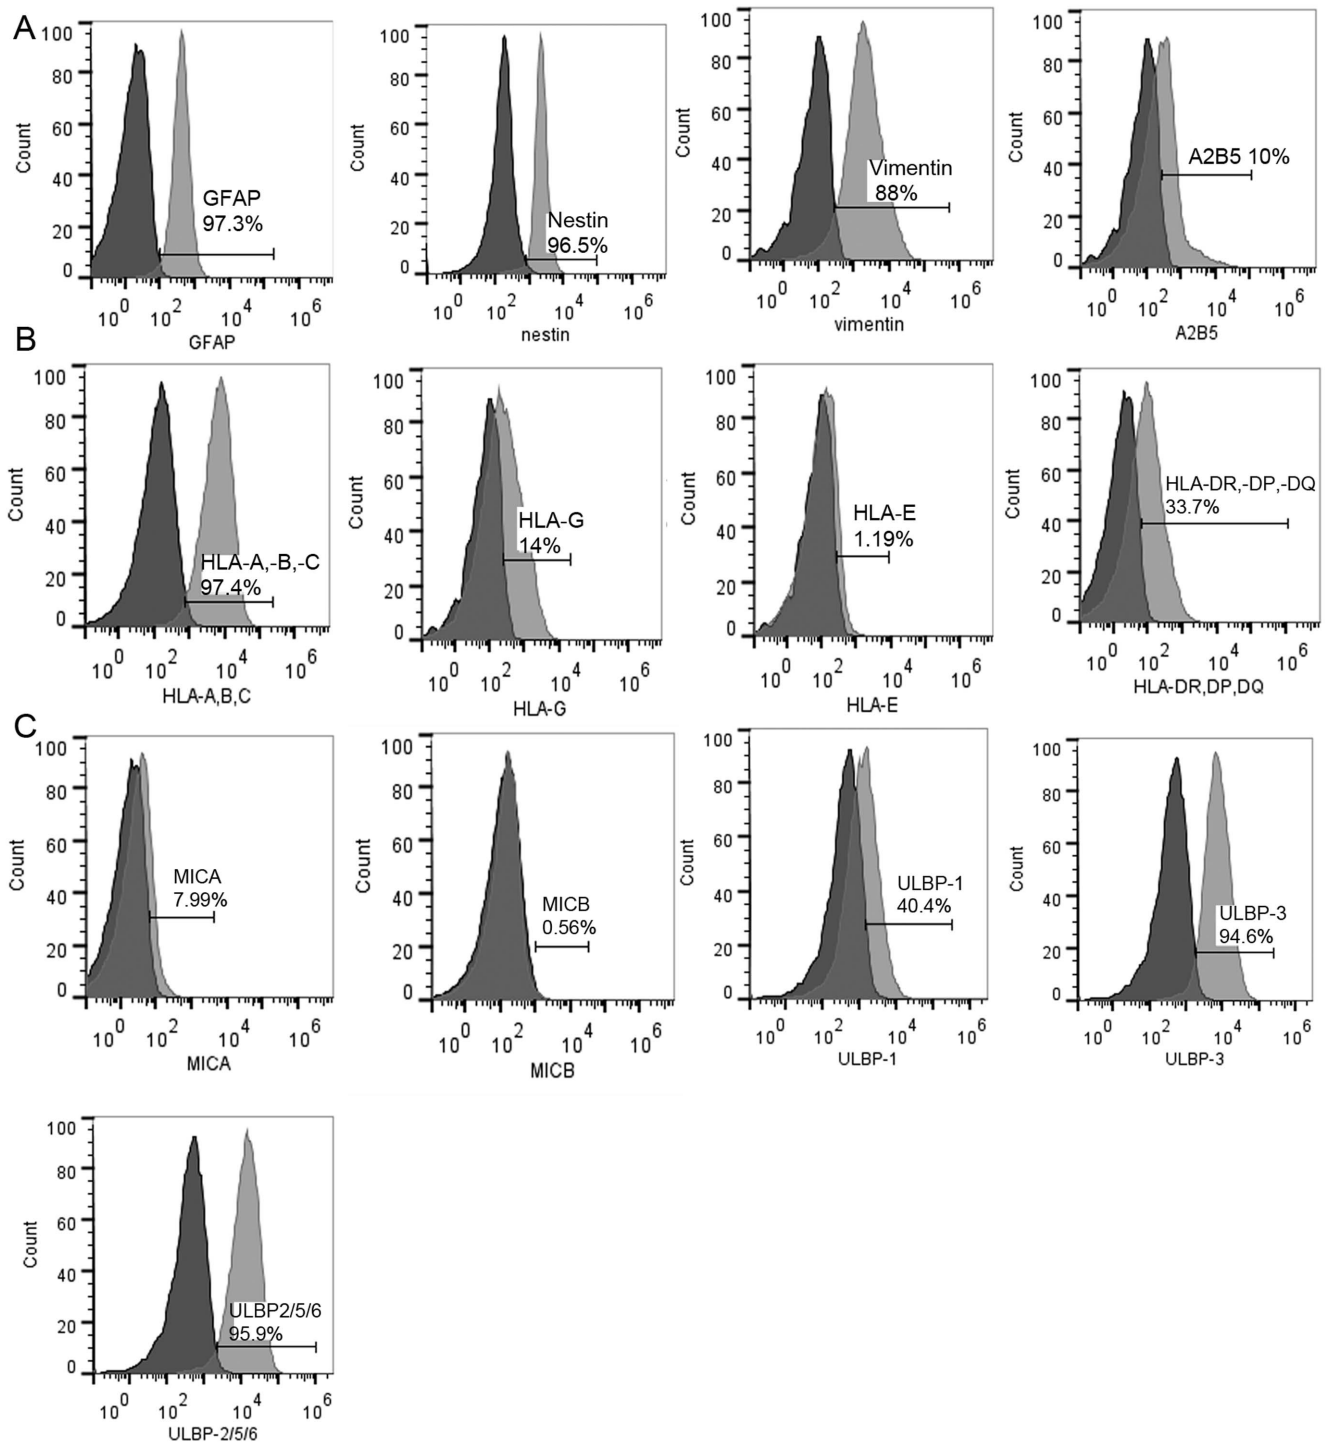 A
100
80
60
40
20
0
Count
GFAP
97.3%
10^0 10^2 10^4 10^6
GFAP
100
80
60
40
20
0
Count
Nestin
96.5%
10^0 10^2 10^4 10^6
nestin
100
80
60
40
20
0
Count
Vimentin
88%
10^0 10^2 10^4 10^6
vimentin
100
80
60
40
20
0
Count
A2B5 10%
10^0 10^2 10^4 10^6
A2B5
B
100
80
60
40
20
0
Count
HLA-A,-B,-C
97.4%
10^0 10^2 10^4 10^6
HLA-A,B,C
100
80
60
40
20
0
Count
HLA-G
14%
10^0 10^2 10^4 10^6
HLA-G
100
80
60
40
20
0
Count
HLA-E
1.19%
10^0 10^2 10^4 10^6
HLA-E
100
80
60
40
20
0
Count
HLA-DR,-DP,-DQ
33.7%
10^0 10^2 10^4 10^6
HLA-DR,DP,DQ
C
100
80
60
40
20
0
Count
MICA
7.99%
10^0 10^2 10^4 10^6
MICA
100
80
60
40
20
0
Count
MICB
0.56%
10^0 10^2 10^4 10^6
MICB
100
80
60
40
20
0
Count
ULBP-1
40.4%
10^0 10^2 10^4 10^6
ULBP-1
100
80
60
40
20
0
Count
ULBP-3
94.6%
10^0 10^2 10^4 10^6
ULBP-3
100
80
60
40
20
0
Count
ULBP2/5/6
95.9%
10^0 10^2 10^4 10^6
ULBP-2/5/6